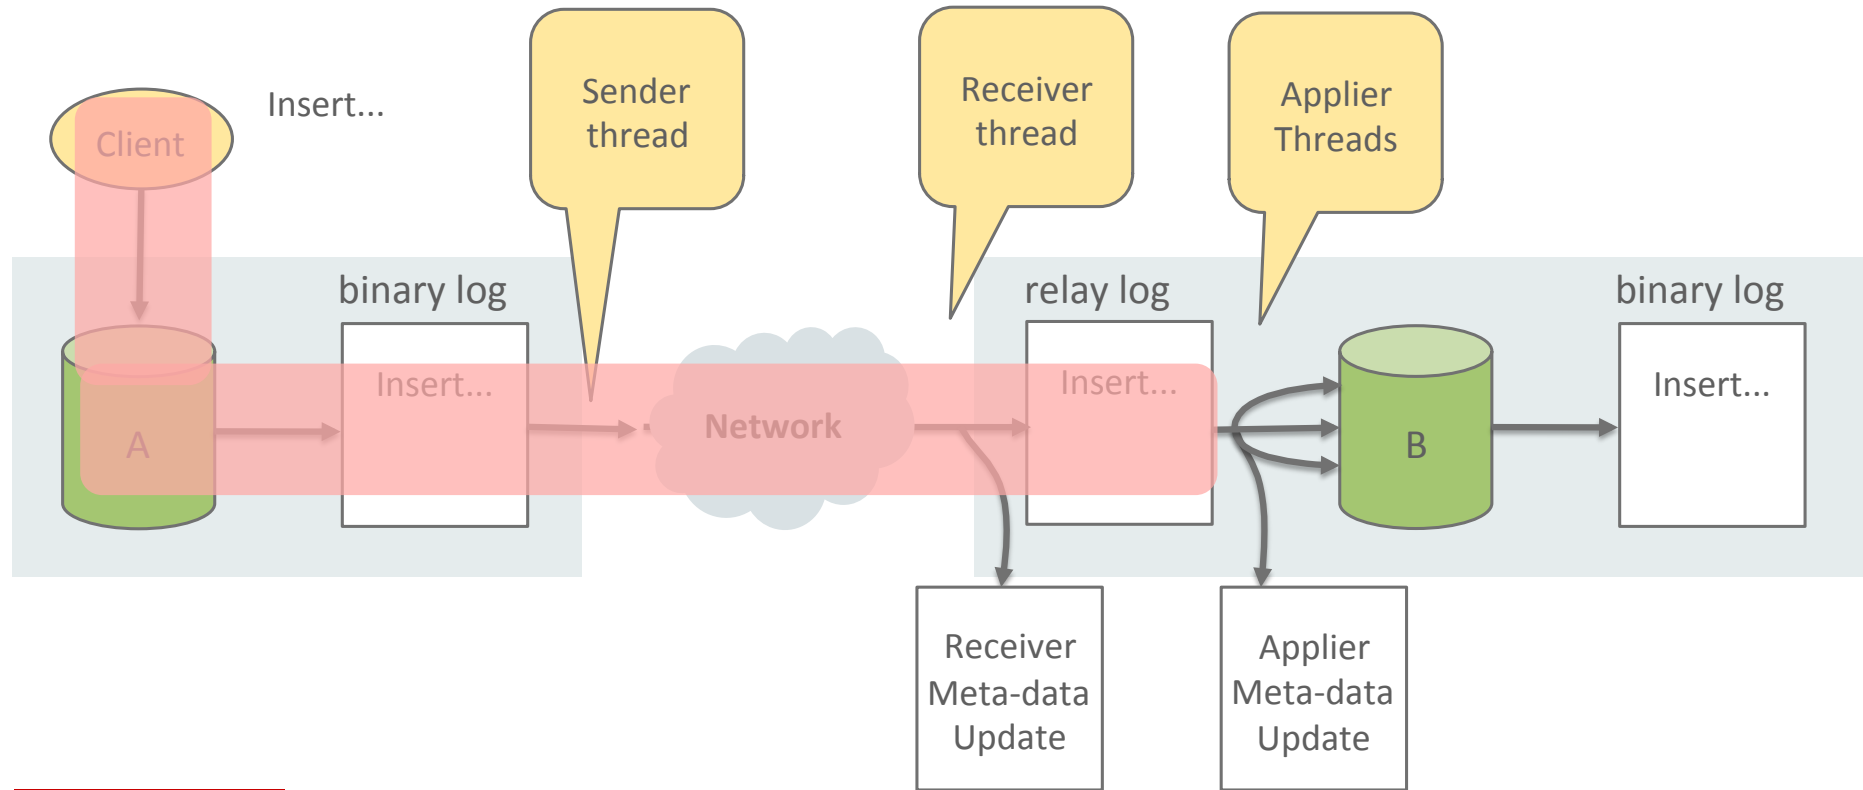 Insert...
Client
Sender
thread
Receiver
thread
Applier
Threads
binary log
Insert...
A
Network
relay log
Insert...
B
binary log
Insert...
Receiver
Meta-data
Update
Applier
Meta-data
Update